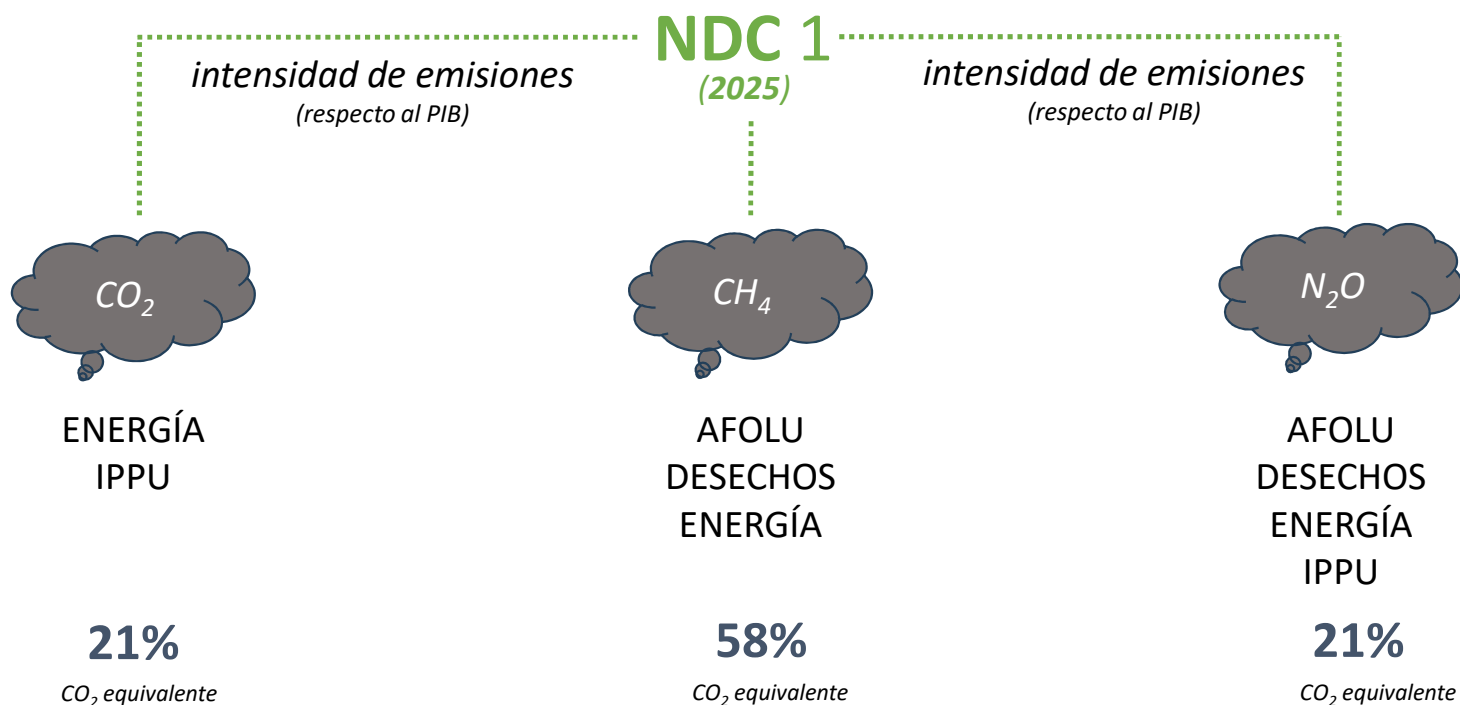 NDC 1
(2025)
intensidad de emisiones
(respecto al PIB)
intensidad de emisiones
(respecto al PIB)
CO₂
CH₄
N₂O
ENERGÍA
IPPU
AFOLU
DESECHOS
ENERGÍA
AFOLU
DESECHOS
ENERGÍA
IPPU
21%
CO₂ equivalente
58%
CO₂ equivalente
21%
CO₂ equivalente